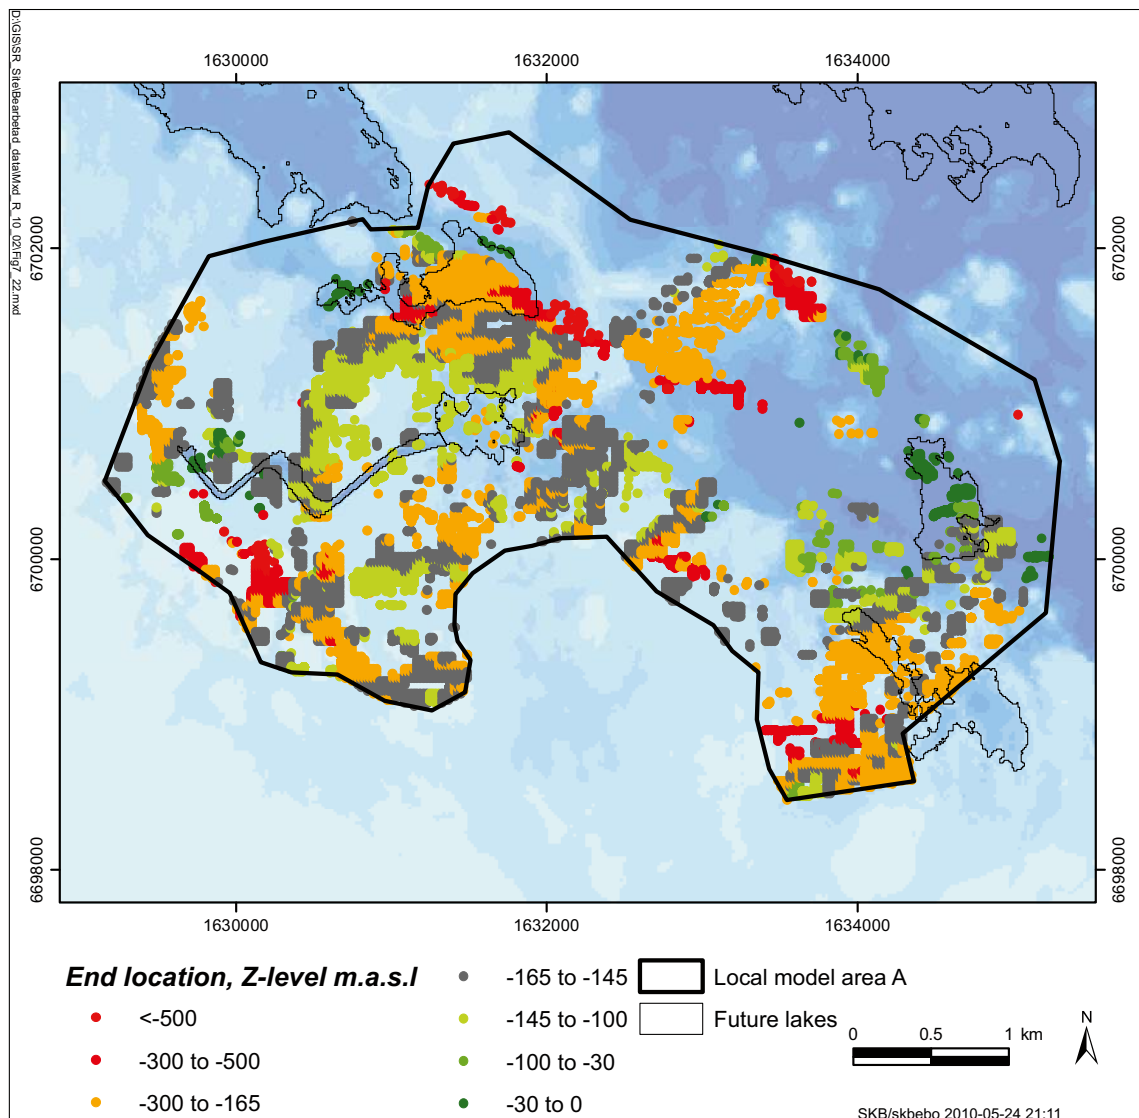 D:\GIS\SR_Site\Bearbetad_data\Mxd_R_10_02\Fig7_22.mxd
1630000
1632000
1634000
6702000
6702000
6700000
6700000
6698000
6698000
1630000
1632000
1634000
End location, Z-level m.a.s.l
<-500
-300 to -500
-300 to -165
-165 to -145
-145 to -100
-100 to -30
-30 to 0
Local model area A
Future lakes
0 0.5 1 km
N
SKB/skbebo 2010-05-24 21:11